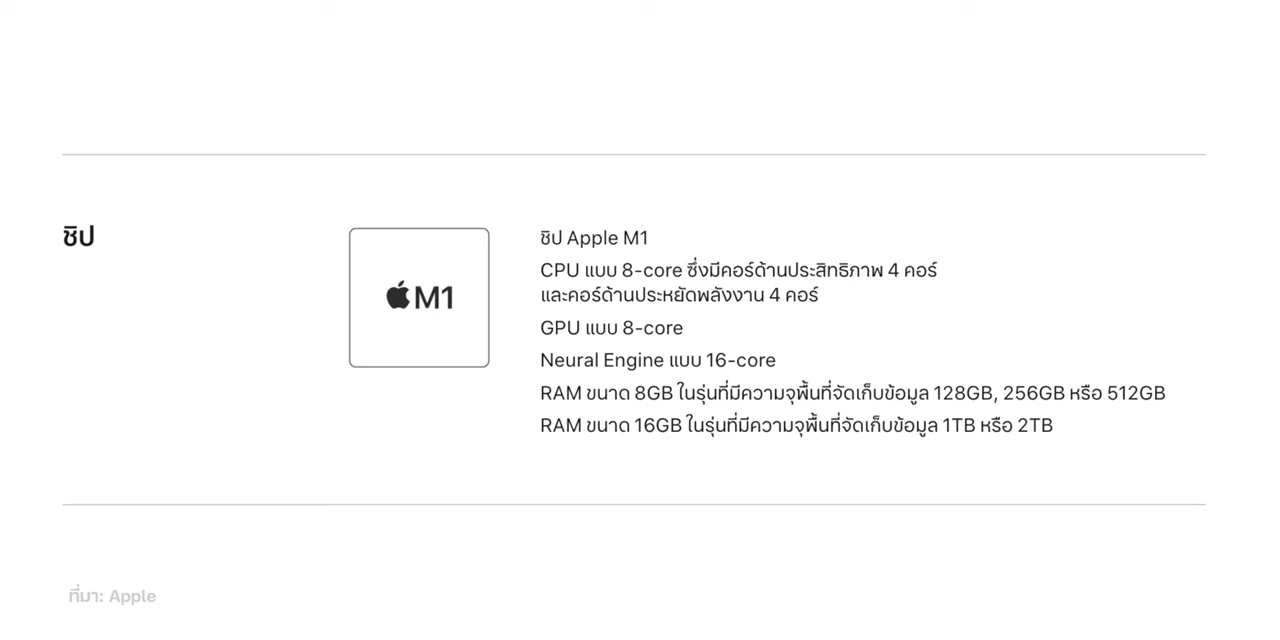 ชิป
M1
ชิป Apple M1
CPU แบบ 8-core ซึ่งมีคอร์ด้านประสิทธิภาพ 4 คอร์
และคอร์ด้านประหยัดพลังงาน 4 คอร์
GPU แบบ 8-core
Neural Engine แบบ 16-core
RAM ขนาด 8GB ในรุ่นที่มีความจุพื้นที่จัดเก็บข้อมูล 128GB, 256GB หรือ 512GB
RAM ขนาด 16GB ในรุ่นที่มีความจุพื้นที่จัดเก็บข้อมูล 1TB หรือ 2TB
ที่มา: Apple